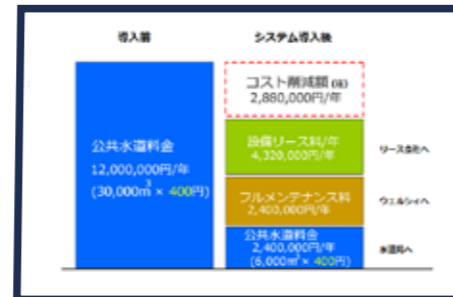 導入前
システム導入後
公共水道料金
12,000,000円/年
(30,000m³ × 400円)
コスト削減額(注)
2,880,000円/年
設備リース料/年
4,320,000円/年
フルメンテナンス料
2,400,000円/年
公共水道料金
2,400,000円/年
(6,000m³ × 400円)
リース会社へ
ウェルシィへ
水道局へ